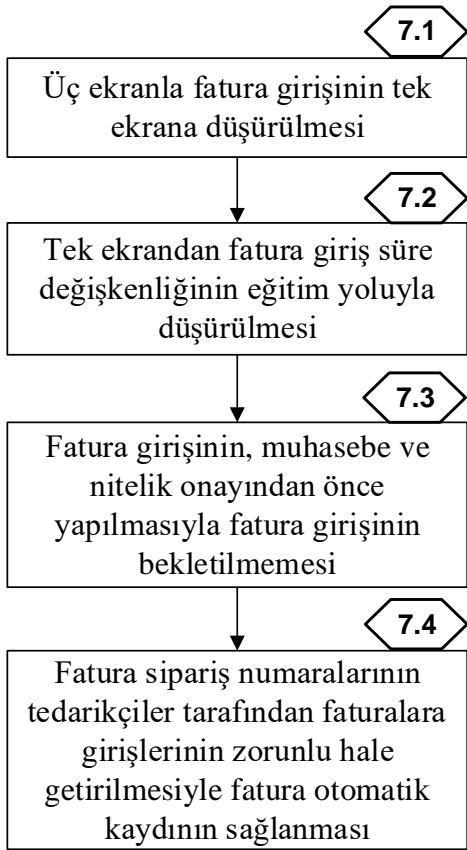 7.1
Üç ekranla fatura girişinin tek
ekrana düşürülmesi
7.2
Tek ekrandan fatura giriş süre
değişkenliğinin eğitim yoluyla
düşürülmesi
7.3
Fatura girişinin, muhasebe ve
nitelik onayından önce
yapılmasıyla fatura girişinin
bekletilmemesi
7.4
Fatura sipariş numaralarının
tedarikçiler tarafından faturalara
girişlerinin zorunlu hale
getirilmesiyle fatura otomatik
kaydının sağlanması